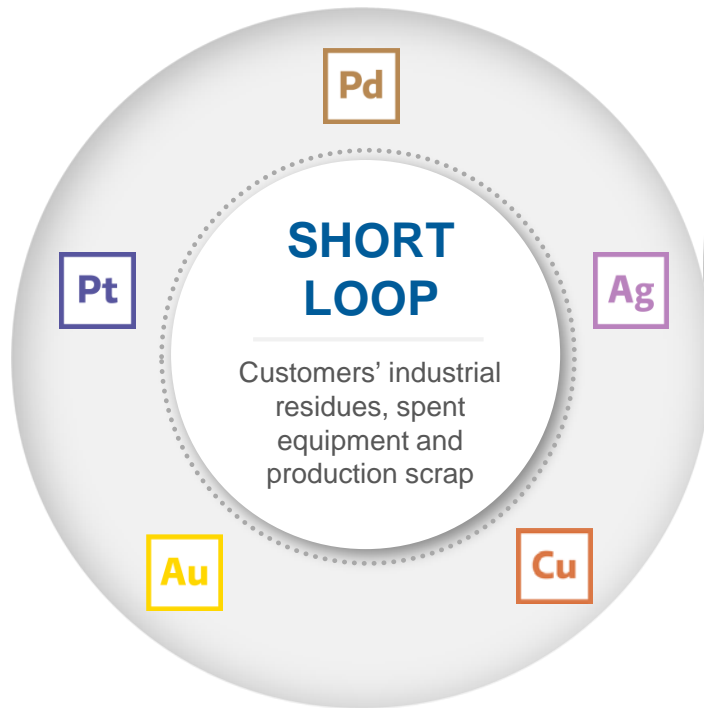 Pd
SHORT
LOOP
Pt
Ag
Customers’ industrial
residues, spent
equipment and
production scrap
Au
Cu